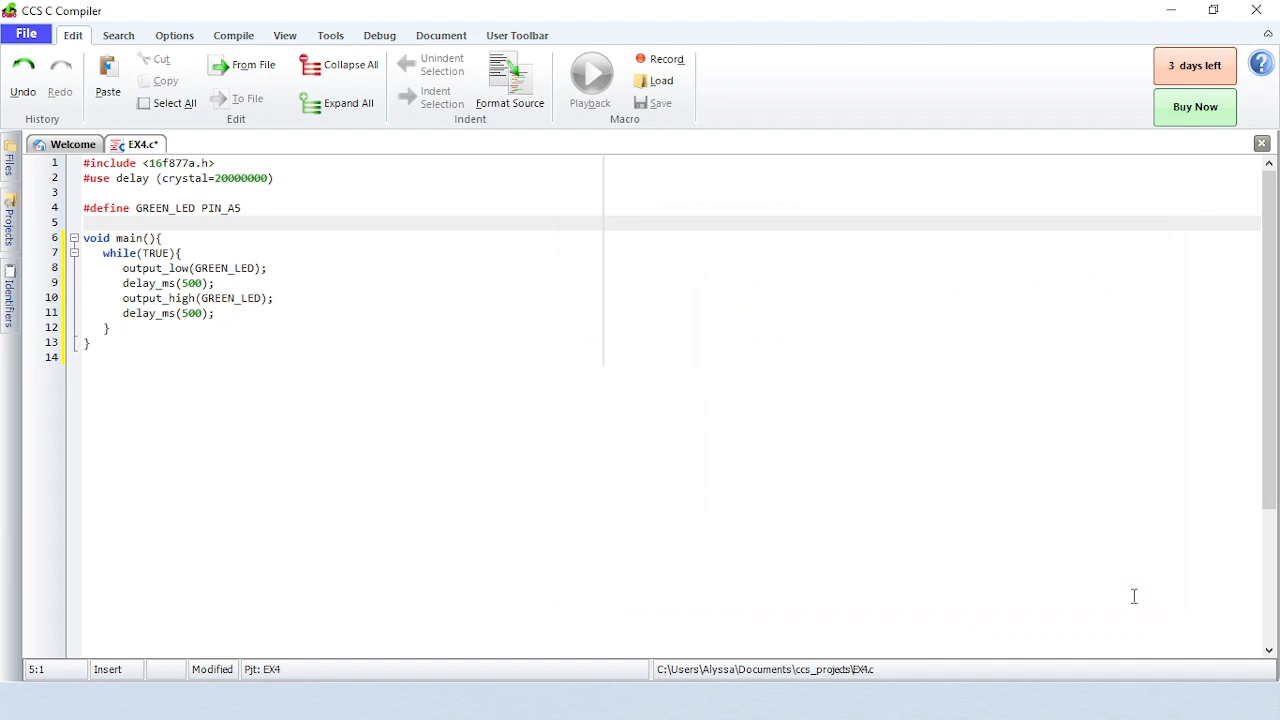 CCS C Compiler
File Edit Search Options Compile View Tools Debug Document User Toolbar
Undo Redo
History
Paste Cut Copy Select All From File To File Collapse All Expand All
Edit
Unindent Selection Indent Selection Format Source
Indent
Playback Record Load Save
Macro
3 days left
Buy Now
Files
Projects
Identifiers
Welcome EX4.c*
1 #include <16f877a.h>
2 #use delay (crystal=20000000)
3
4 #define GREEN_LED PIN_A5
5
6 void main(){
7 while(TRUE){
8 output_low(GREEN_LED);
9 delay_ms(500);
10 output_high(GREEN_LED);
11 delay_ms(500);
12 }
13 }
14
5:1 Insert Modified Pjt: EX4 C:\Users\Alyssa\Documents\ccs_projects\EX4.c